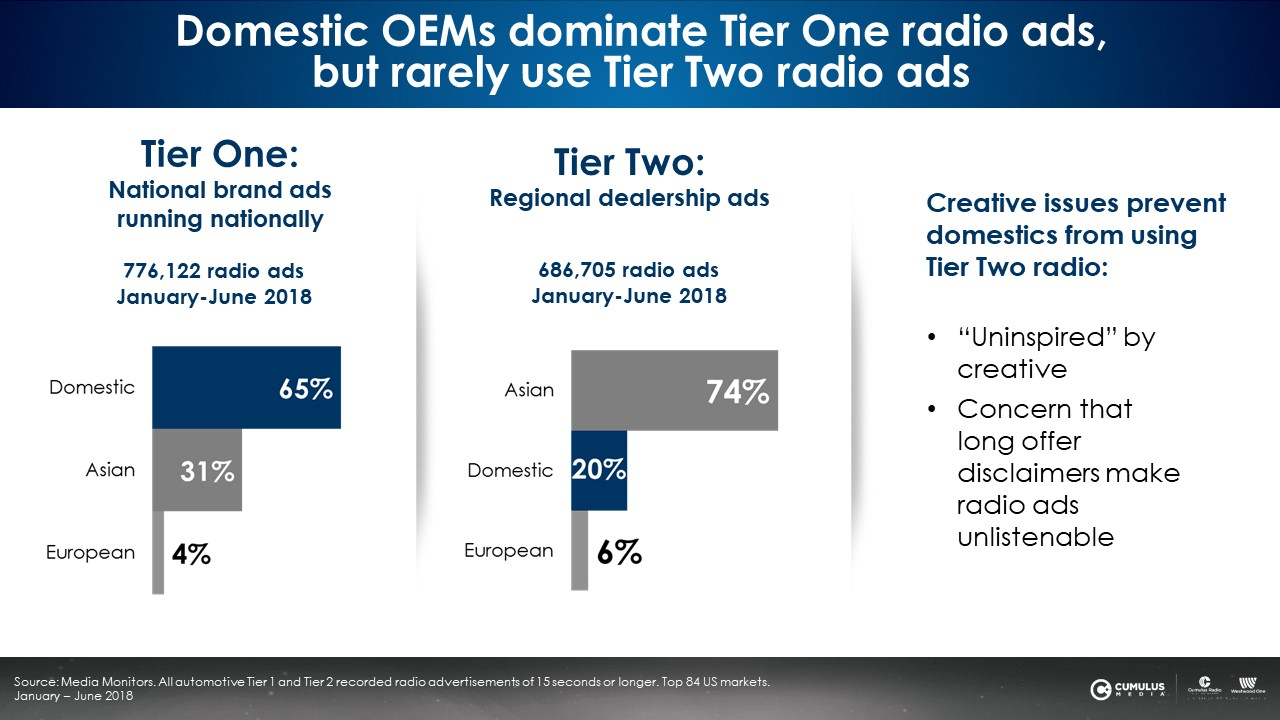 Domestic OEMs dominate Tier One radio ads,
but rarely use Tier Two radio ads
Tier One:
National brand ads
running nationally
776,122 radio ads
January-June 2018
Domestic
65%
Asian
31%
European
4%
Tier Two:
Regional dealership ads
686,705 radio ads
January-June 2018
Asian
74%
Domestic
20%
European
6%
Creative issues prevent
domestics from using
Tier Two radio:
• “Uninspired” by
creative
• Concern that
long offer
disclaimers make
radio ads
unlistenable
Source: Media Monitors. All automotive Tier 1 and Tier 2 recorded radio advertisements of 15 seconds or longer. Top 84 US markets.
January – June 2018
CUMULUS
MEDIA
Cumulus Radio
Westwood One